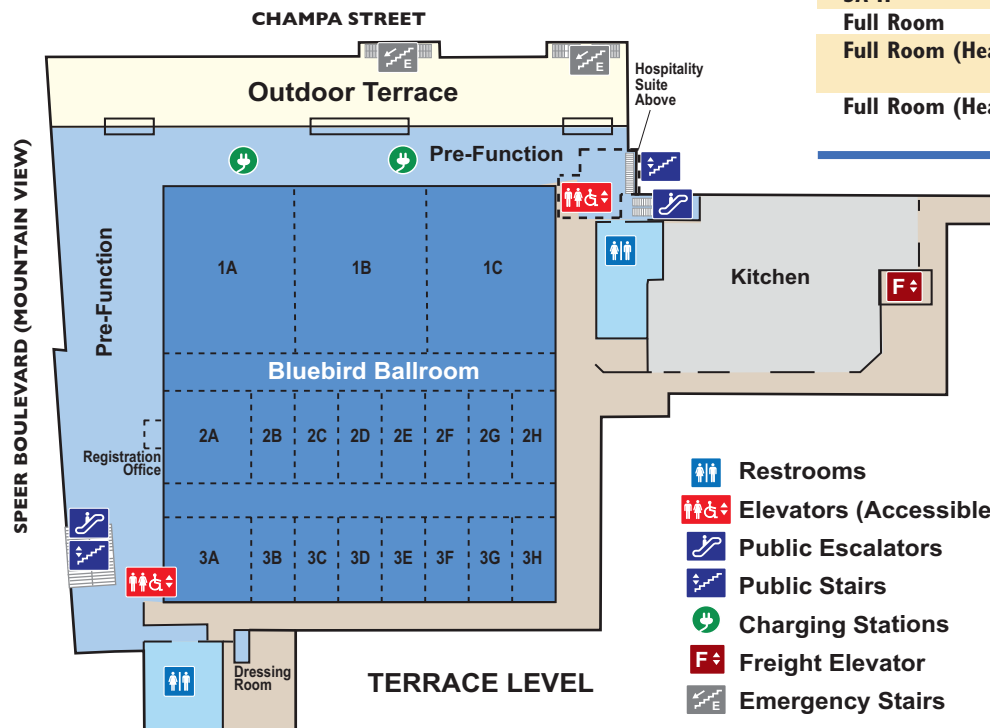 CHAMPA STREET
Full Room
Full Room (Hea
Full Room (Hea
E
E
Hospitality
Suite
Above
Outdoor Terrace
Pre-Function
SPEER BOULEVARD (MOUNTAIN VIEW)
Pre-Function
1A
1B
1C
Kitchen
F
Bluebird Ballroom
2A
2B
2C
2D
2E
2F
2G
2H
Registration
Office
3A
3B
3C
3D
3E
3F
3G
3H
Dressing
Room
TERRACE LEVEL
Restrooms
Elevators (Accessible
Public Escalators
Public Stairs
Charging Stations
F
Freight Elevator
E
Emergency Stairs